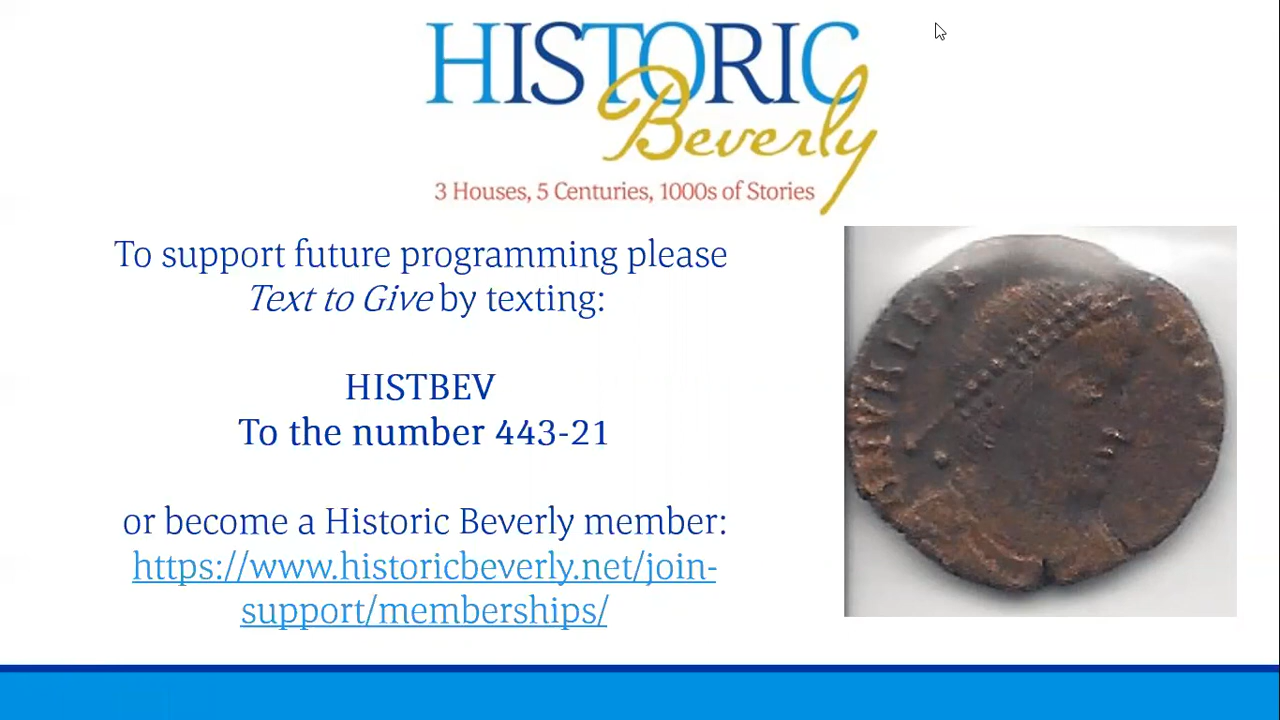 HISTORIC
Beverly
3 Houses, 5 Centuries, 1000s of Stories
To support future programming please
Text to Give by texting:
HISTBEV
To the number 443-21
or become a Historic Beverly member:
https://www.historicbeverly.net/join-
support/memberships/